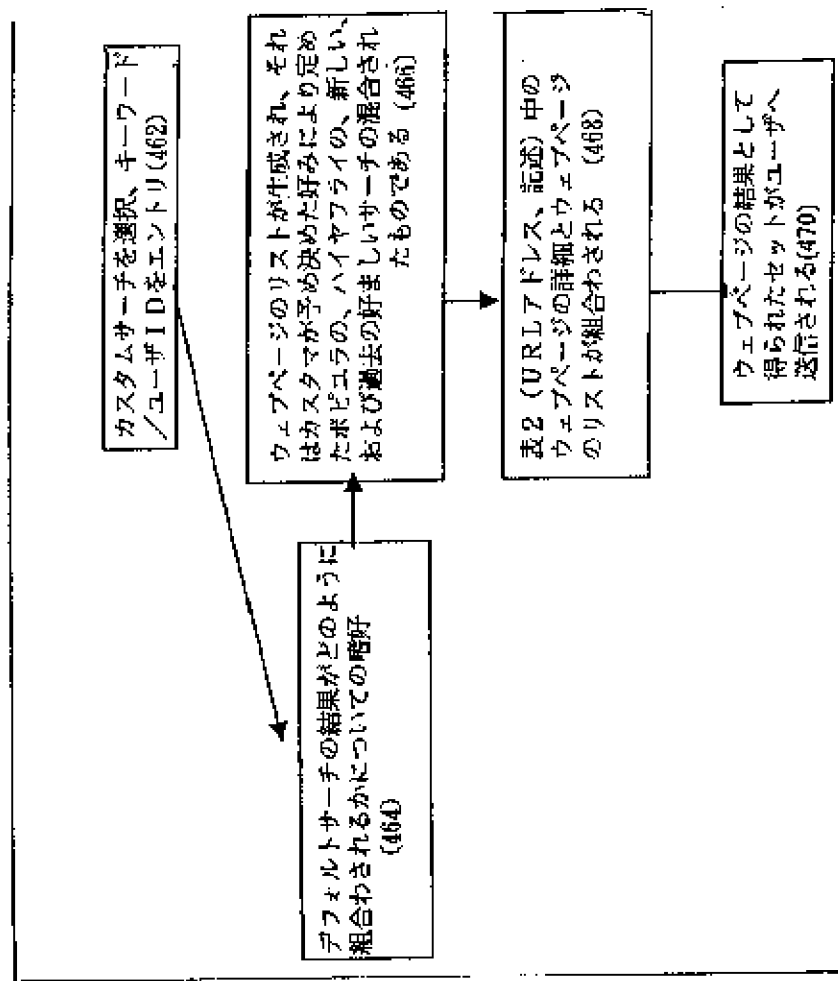 カスタムサーチを選択、キーワード
/ユーザIDをエントリ(462)
デフォルトサーチの結果がどのように
組合わされるかについての嗜好
(464)
ウェブページのリストが生成され、それ
はカスタマが予め決めた好みにより定め
たポピュラの、ハイヤフライの、新しい、
および過去の好ましいサーチの混合され
たものである (466)
表2（URLアドレス、記述）中の
ウェブページの詳細とウェブページ
のリストが組合わされる (468)
ウェブページの結果として
得られたセットがユーザへ
送信される(470)